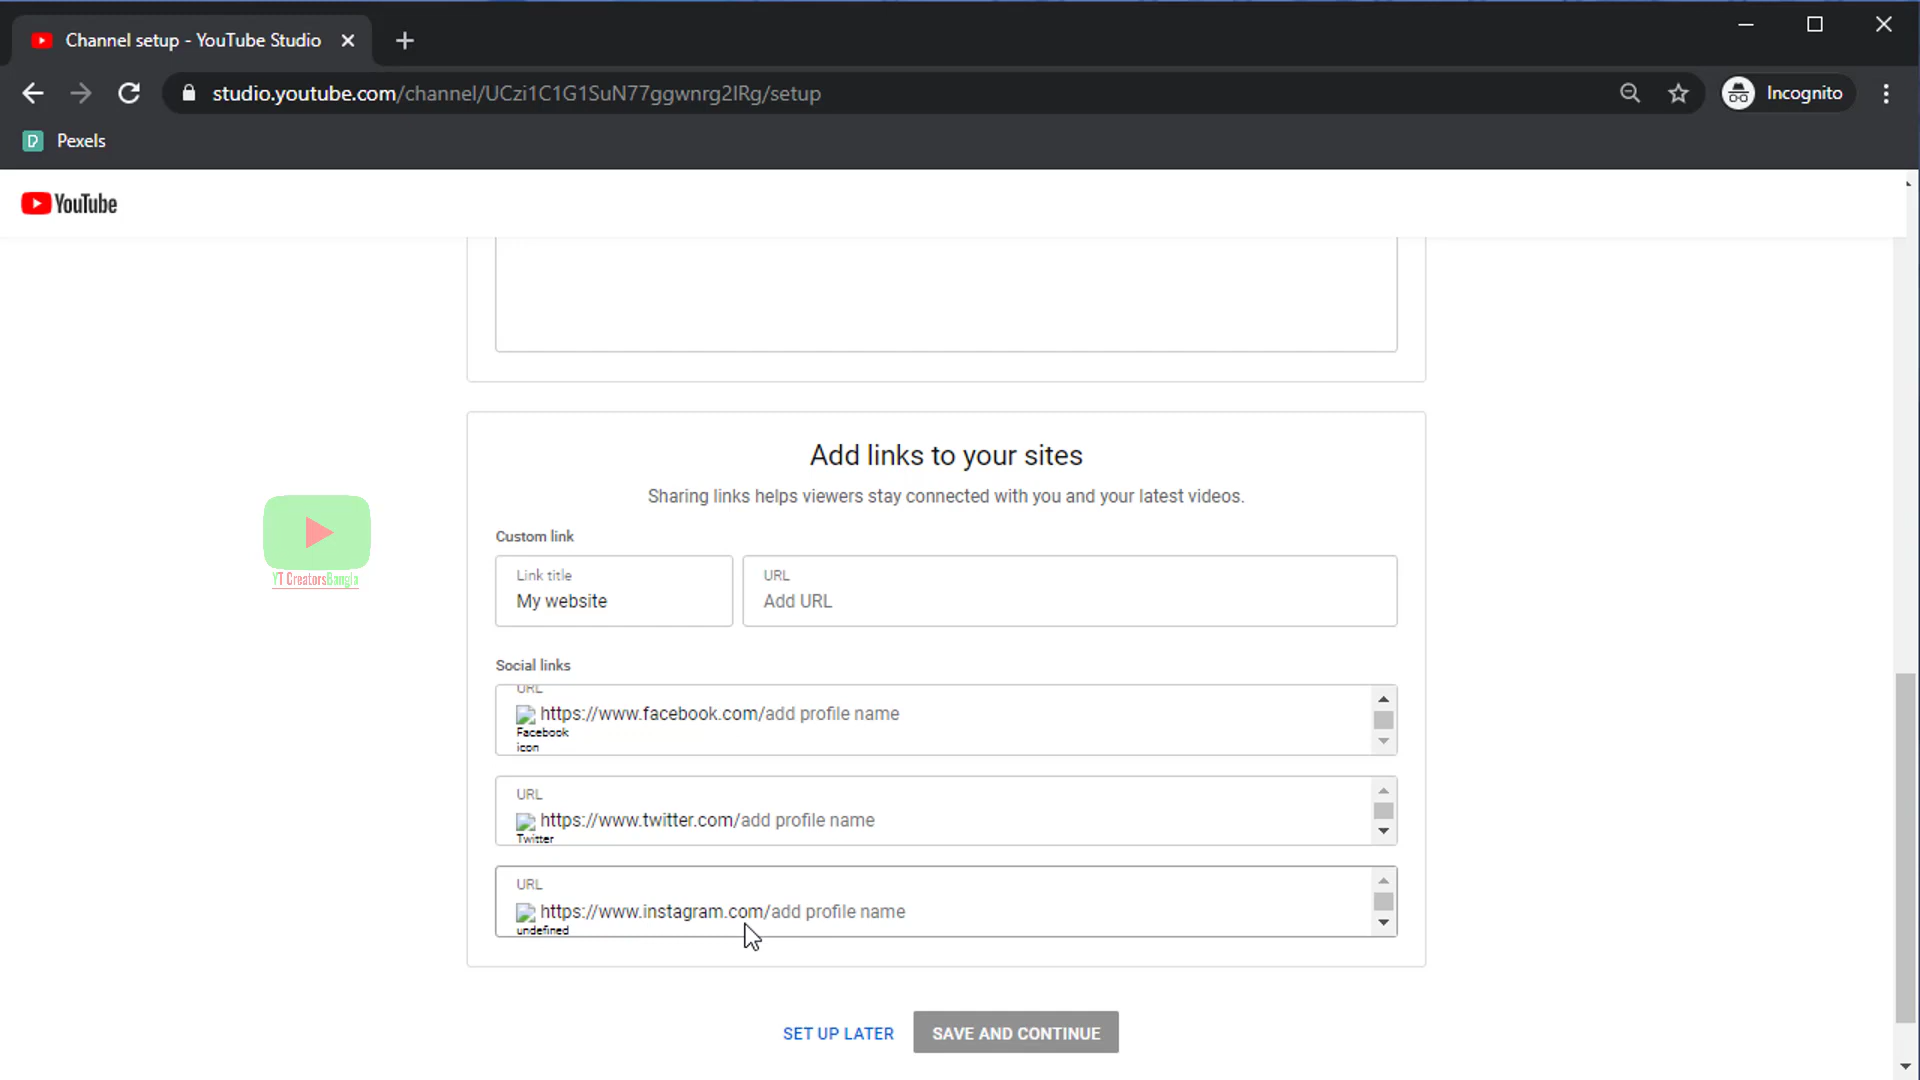 Channel setup - YouTube Studio
studio.youtube.com/channel/UCzi1C1G1SuN77ggwnrg2lRg/setup
Incognito
Pexels
YouTube
Add links to your sites
Sharing links helps viewers stay connected with you and your latest videos.
YT CreatorsBangla
Custom link
Link title
My website
URL
Add URL
Social links
URL
https://www.facebook.com/add profile name
Facebook
icon
URL
https://www.twitter.com/add profile name
Twitter
URL
https://www.instagram.com/add profile name
undefined
SET UP LATER
SAVE AND CONTINUE